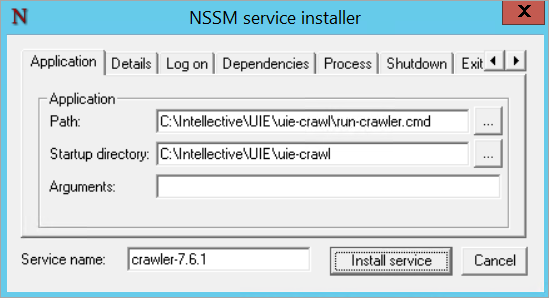 N NSSM service installer X
Application Details Log on Dependencies Process Shutdown Exit
Application
Path: C:\Intellective\UIE\uie-crawl\run-crawler.cmd ...
Startup directory: C:\Intellective\UIE\uie-crawl ...
Arguments:
Service name: crawler-7.6.1 Install service Cancel